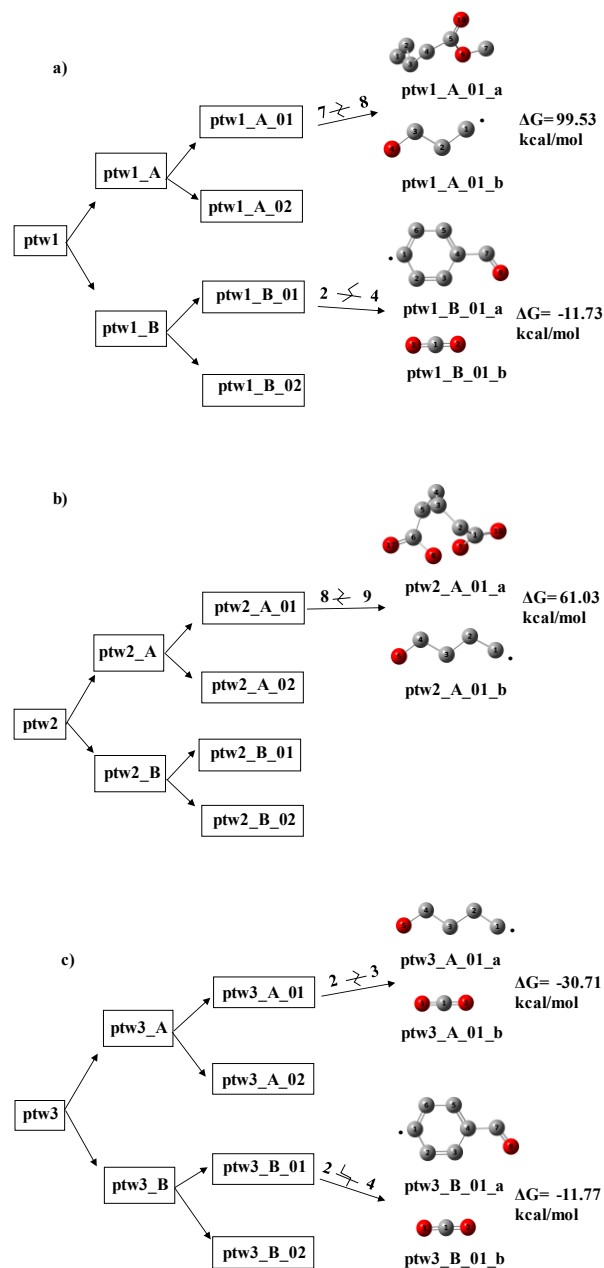 a)
ptw1_A_01_a
ptw1_A_01
7 8
ΔG= 99.53
kcal/mol
ptw1_A
ptw1_A_01_b
ptw1_A_02
ptw1
ptw1_B_01
2 4
ptw1_B_01_a
ΔG= -11.73
kcal/mol
ptw1_B
ptw1_B_01_b
ptw1_B_02
b)
ptw2_A_01_a
ptw2_A_01
8 9
ΔG= 61.03
kcal/mol
ptw2_A
ptw2_A_02
ptw2_A_01_b
ptw2
ptw2_B_01
ptw2_B
ptw2_B_02
c)
ptw3_A_01_a
ptw3_A_01
2 3
ΔG= -30.71
kcal/mol
ptw3_A
ptw3_A_01_b
ptw3_A_02
ptw3
ptw3_B_01
2 4
ptw3_B_01_a
ΔG= -11.77
kcal/mol
ptw3_B
ptw3_B_01_b
ptw3_B_02